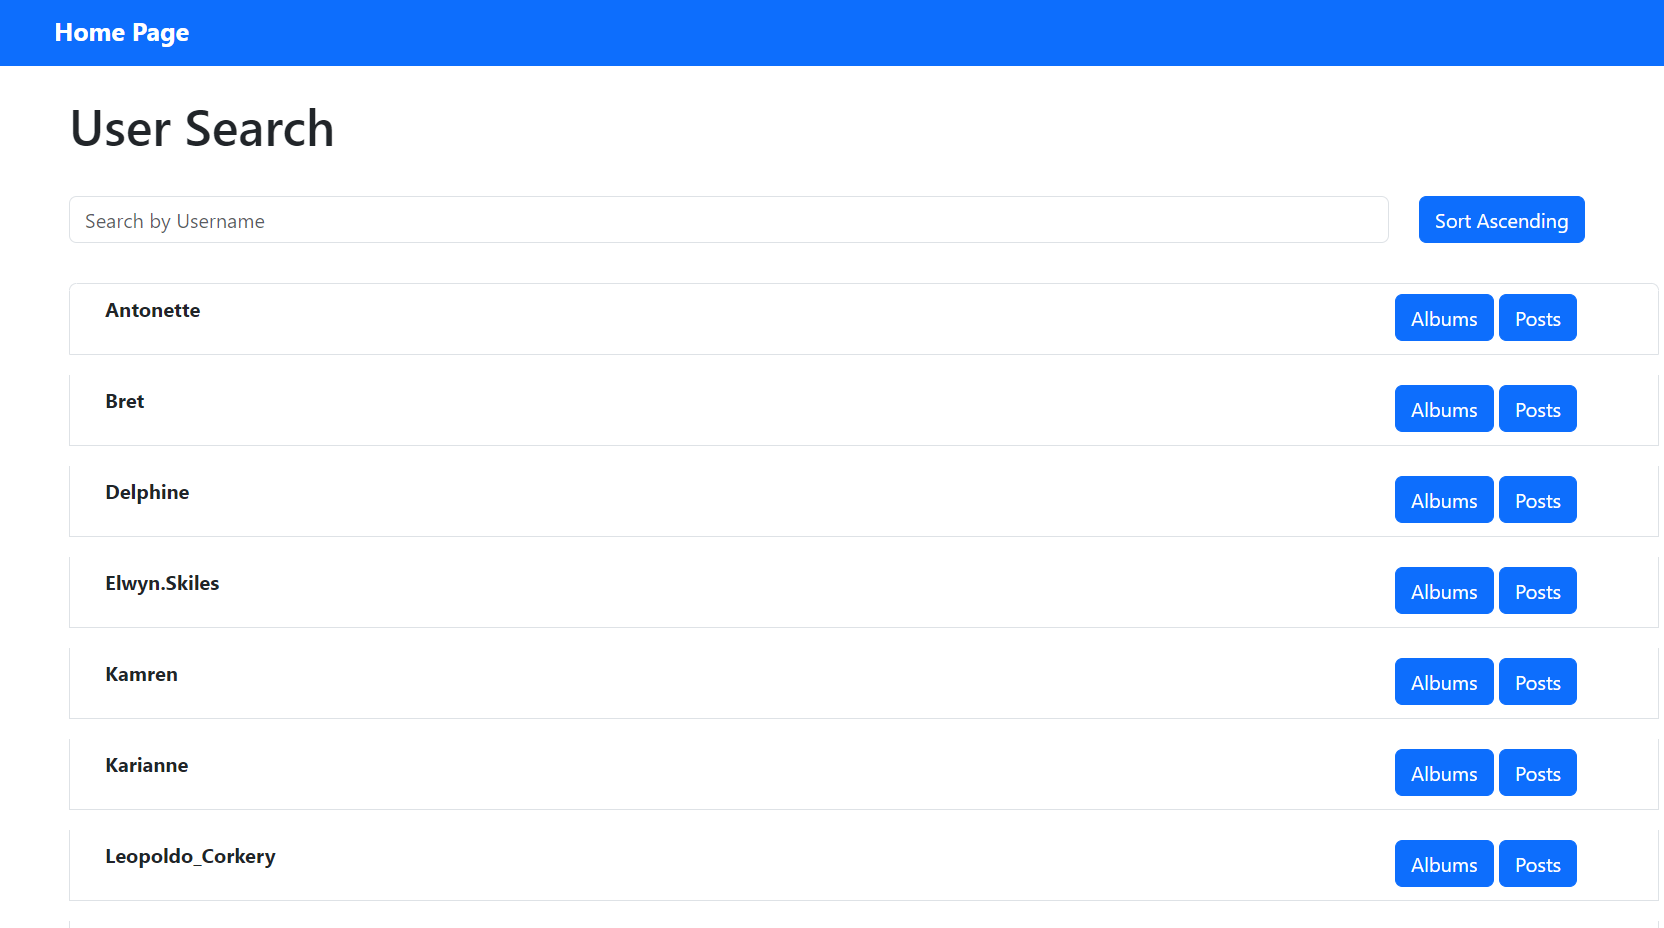 Home Page
User Search
Search by Username Sort Ascending
Antonette Albums Posts
Bret Albums Posts
Delphine Albums Posts
Elwyn.Skiles Albums Posts
Kamren Albums Posts
Karianne Albums Posts
Leopoldo_Corkery Albums Posts